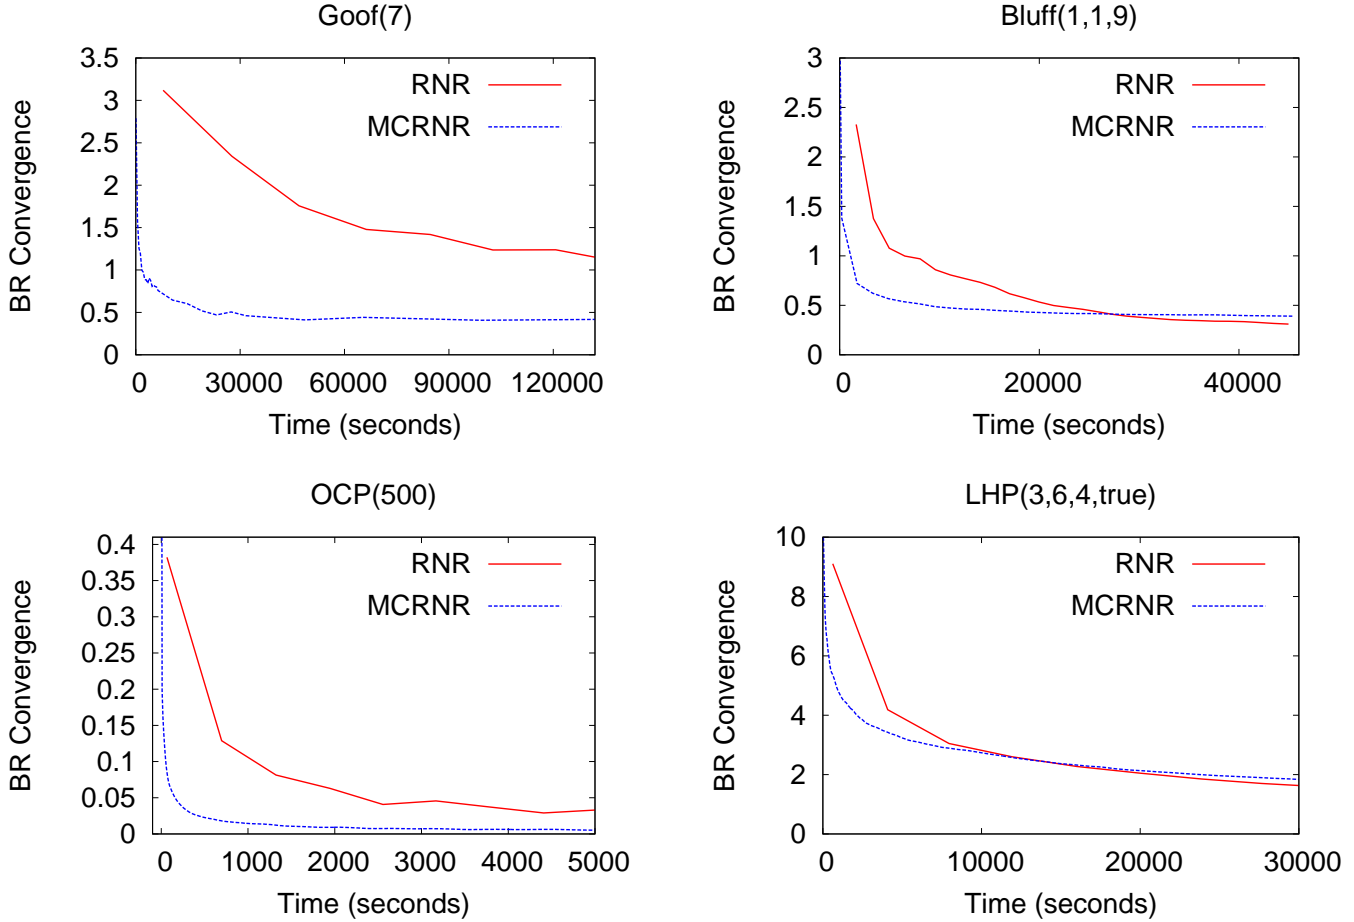 Goof(7)
BR Convergence
3.5
3
2.5
2
1.5
1
0.5
0
RNR
MCRNR
0 30000 60000 90000 120000
Time (seconds)
Bluff(1,1,9)
BR Convergence
3
2.5
2
1.5
1
0.5
0
RNR
MCRNR
0 20000 40000
Time (seconds)
OCP(500)
BR Convergence
0.4
0.35
0.3
0.25
0.2
0.15
0.1
0.05
0
RNR
MCRNR
0 1000 2000 3000 4000 5000
Time (seconds)
LHP(3,6,4,true)
BR Convergence
10
8
6
4
2
0
RNR
MCRNR
0 10000 20000 30000
Time (seconds)